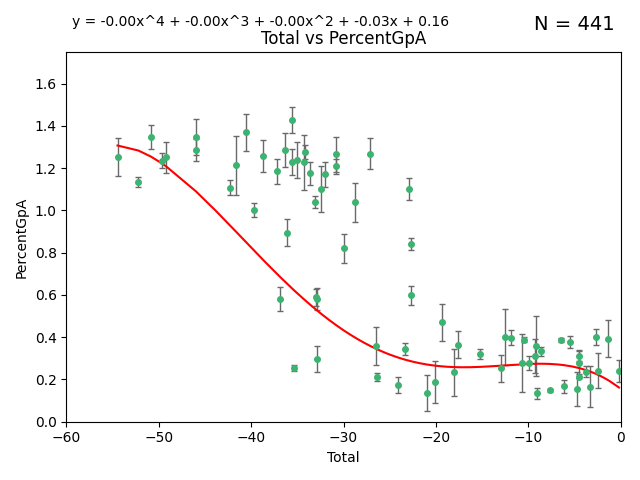 y = -0.00x^4 + -0.00x^3 + -0.00x^2 + -0.03x + 0.16
N = 441
Total vs PercentGpA
1.6
1.4
1.2
1.0
0.8
0.6
0.4
0.2
0.0
PercentGpA
−60 −50 −40 −30 −20 −10 0
Total